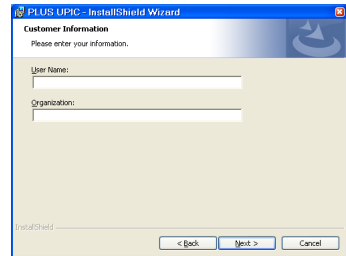 PLUS UPIC - InstallShield Wizard
Customer Information
Please enter your information.
User Name:
Organization:
InstallShield
< Back
Next >
Cancel